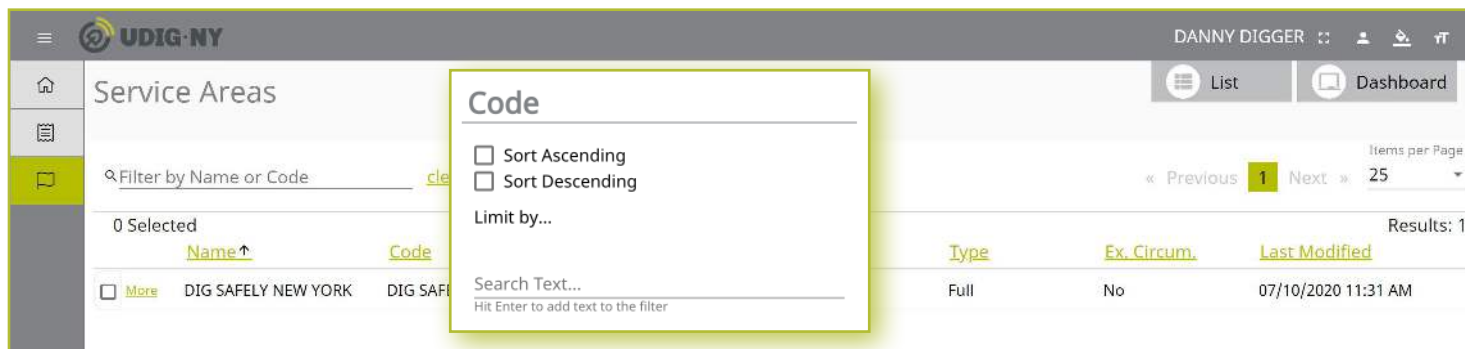 UDIG-NY
DANNY DIGGER
Service Areas
List
Dashboard
Code
Sort Ascending
Sort Descending
Limit by...
Search Text...
Hit Enter to add text to the filter
Filter by Name or Code
Items per Page
« Previous 1 Next » 25
0 Selected
Results: 1
Name↑ Code Type Ex. Circum. Last Modified
More DIG SAFELY NEW YORK DIG Full No 07/10/2020 11:31 AM